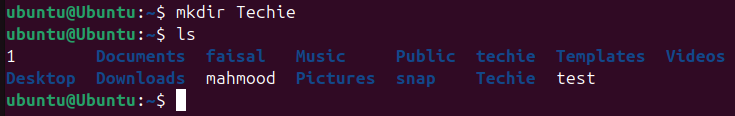 ubuntu@Ubuntu:~$ mkdir Techie
ubuntu@Ubuntu:~$ ls
1 Documents faisal Music Public techie Templates Videos
Desktop Downloads mahmood Pictures snap Techie test
ubuntu@Ubuntu:~$